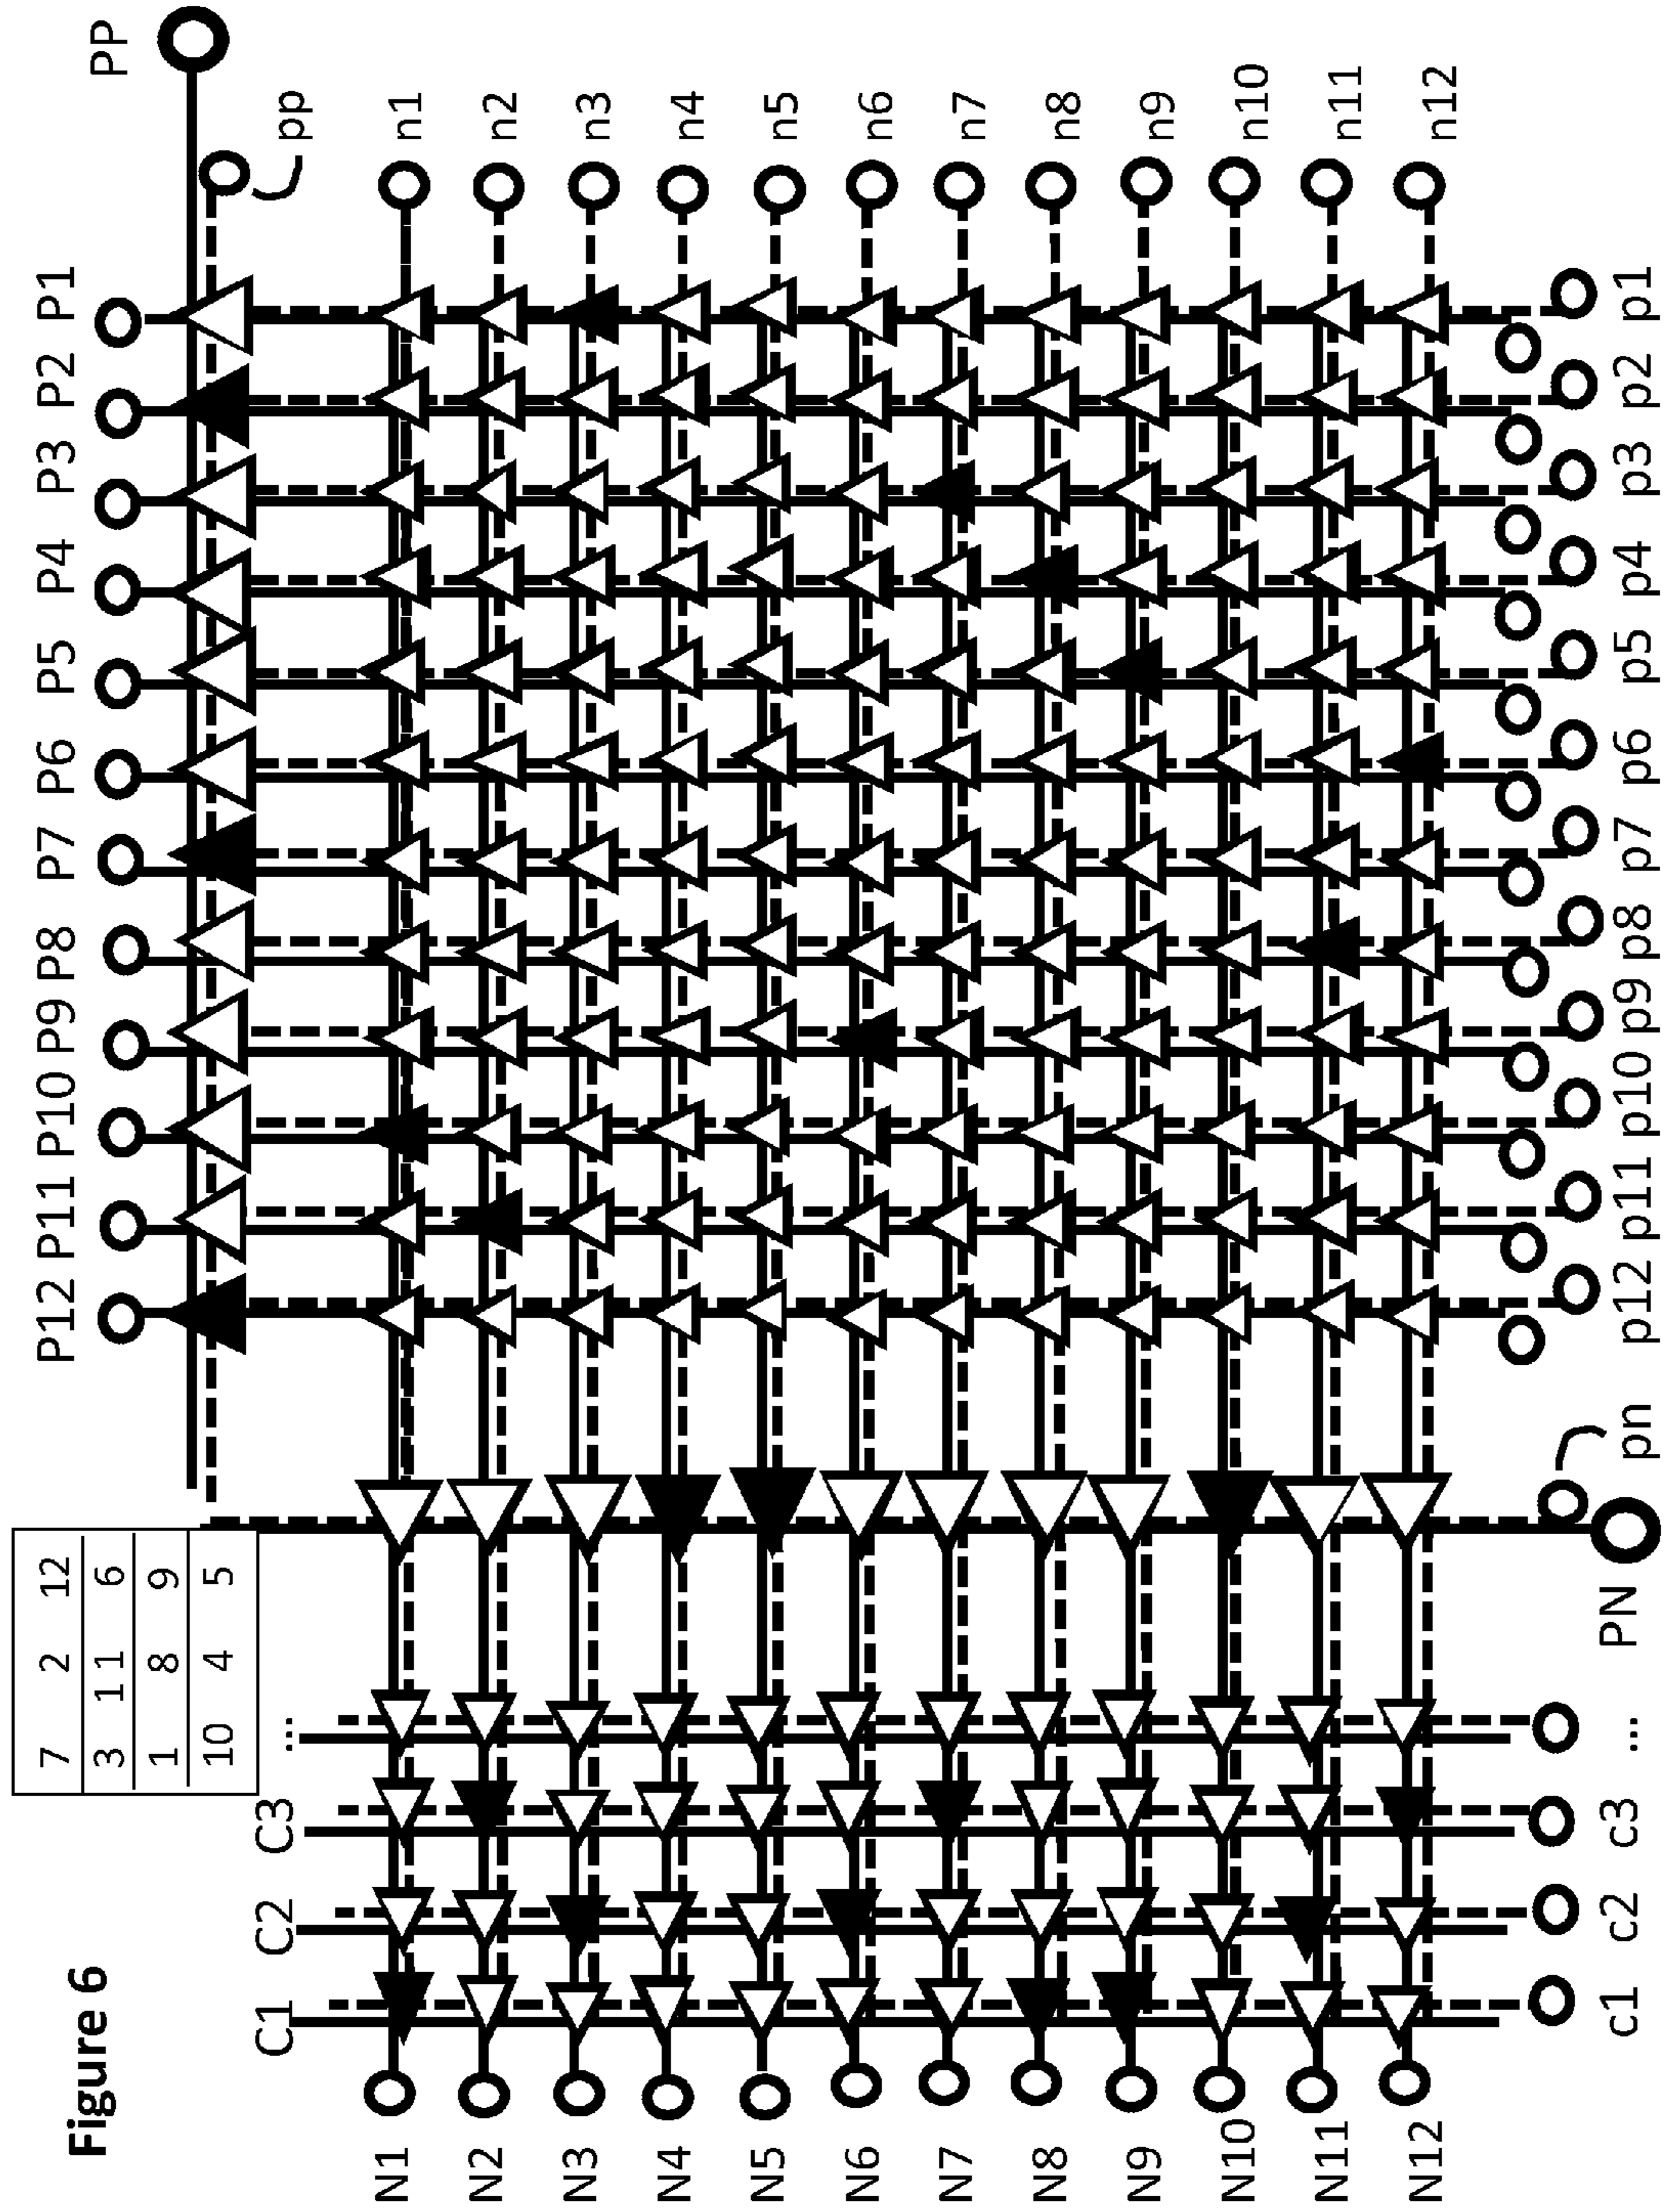 Figure 6
7 2 12
3 11 6
1 8 9
10 4 5
P12 P11 P10 P9 P8 P7 P6 P5 P4 P3 P2 P1
PP
pp
C1 C2 C3 ...
N1 n1
N2 n2
N3 n3
N4 n4
N5 n5
N6 n6
N7 n7
N8 n8
N9 n9
N10 n10
N11 n11
N12 n12
c1 c2 c3 ...
PN
pn
p12 p11 p10 p9 p8 p7 p6 p5 p4 p3 p2 p1